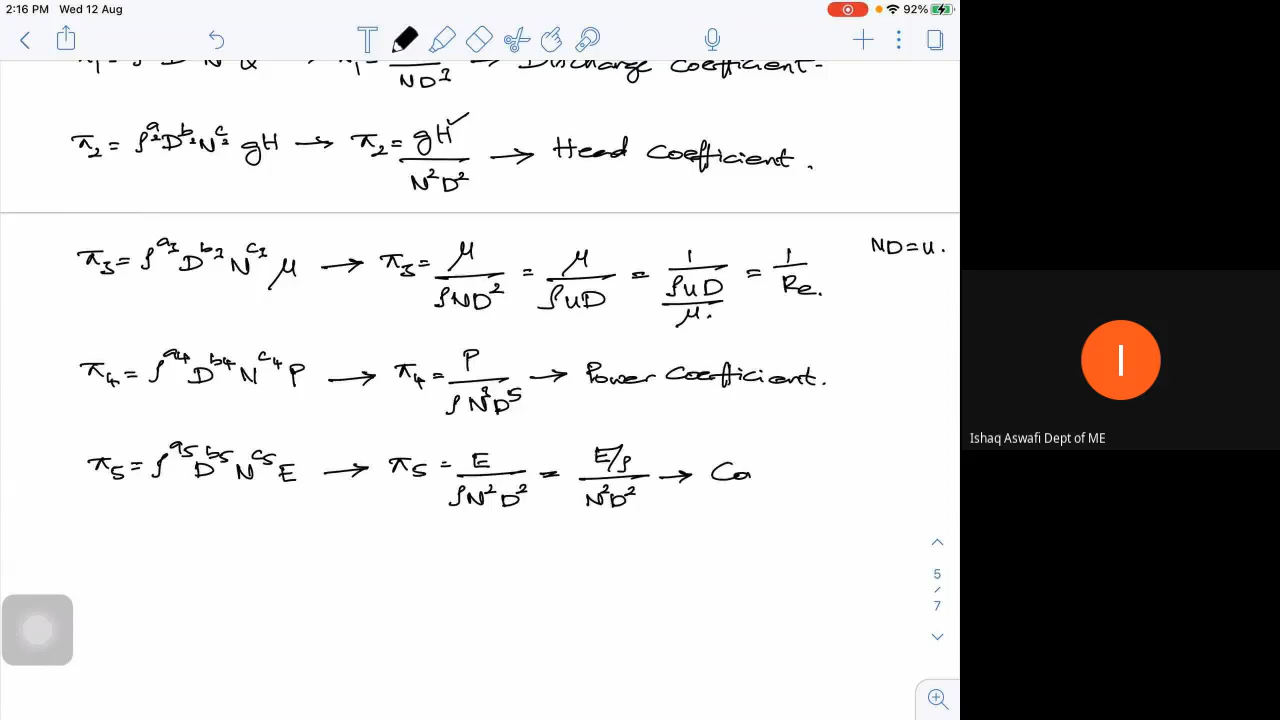 2:16 PM Wed 12 Aug 92%
T
ND³ → Discharge Coefficient.
π₂ = ρ^a₂ D^b₂ N^c₂ gH → π₂ = gH / N²D² → Head Coefficient.
π₃ = ρ^a₃ D^b₃ N^c₃ μ → π₃ = μ / ρND² = μ / ρuD = 1 / (ρuD / μ) = 1 / Re. ND = u.
π₄ = ρ^a₄ D^b₄ N^c₄ P → π₄ = P / ρN³D⁵ → Power Coefficient.
π₅ = ρ^a₅ D^b₅ N^c₅ E → π₅ = E / ρN²D² = E/ρ / N²D² → Ca
5
/
7
I
Ishaq Aswafi Dept of ME